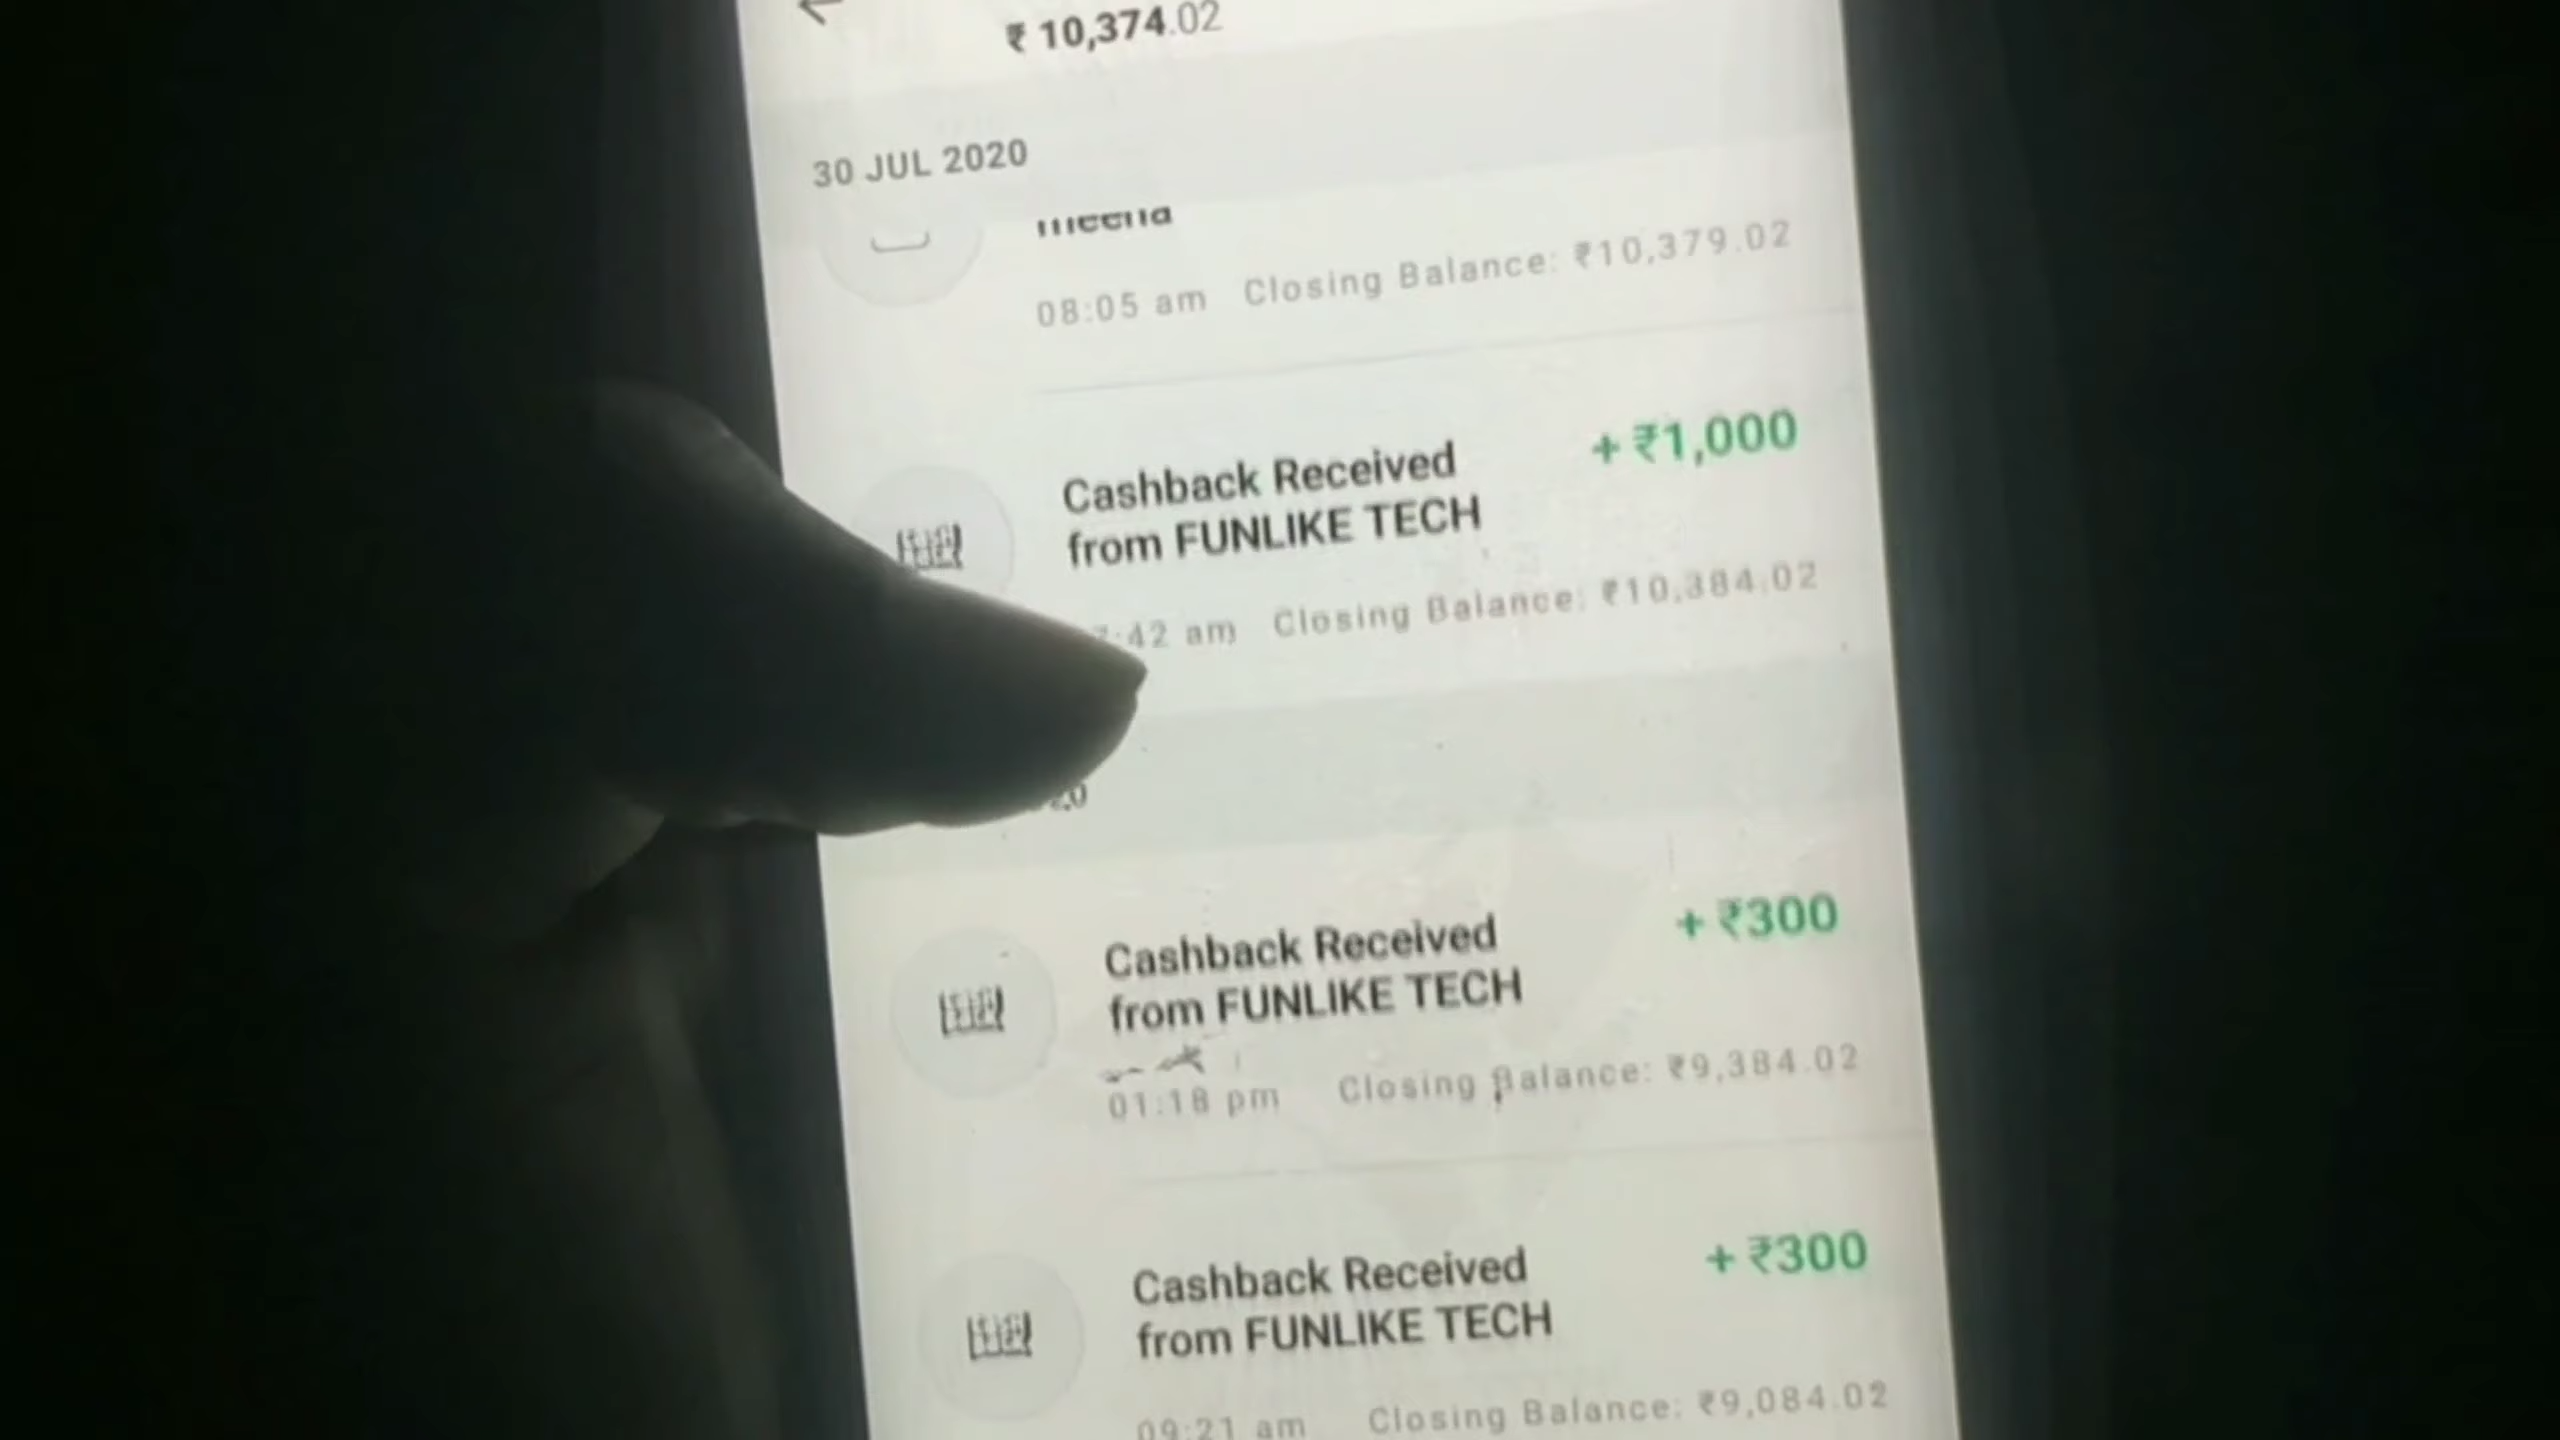 ₹ 10,374.02
30 JUL 2020
meena
08:05 am Closing Balance: ₹10,379.02
Cashback Received + ₹1,000
from FUNLIKE TECH
:42 am Closing Balance: ₹10,384.02
Cashback Received + ₹300
from FUNLIKE TECH
01:18 pm Closing Balance: ₹9,384.02
Cashback Received + ₹300
from FUNLIKE TECH
09:21 am Closing Balance: ₹9,084.02